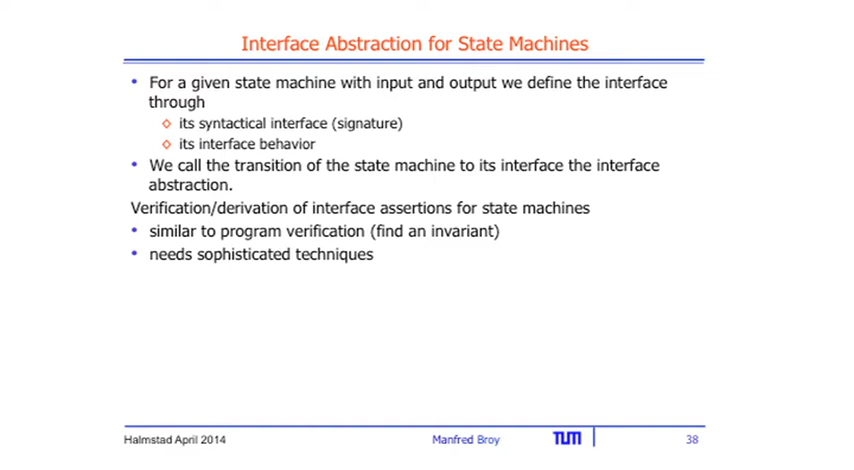 Interface Abstraction for State Machines
• For a given state machine with input and output we define the interface
through
◇ its syntactical interface (signature)
◇ its interface behavior
• We call the transition of the state machine to its interface the interface
abstraction.
Verification/derivation of interface assertions for state machines
• similar to program verification (find an invariant)
• needs sophisticated techniques
Halmstad April 2014 Manfred Broy TUM 38